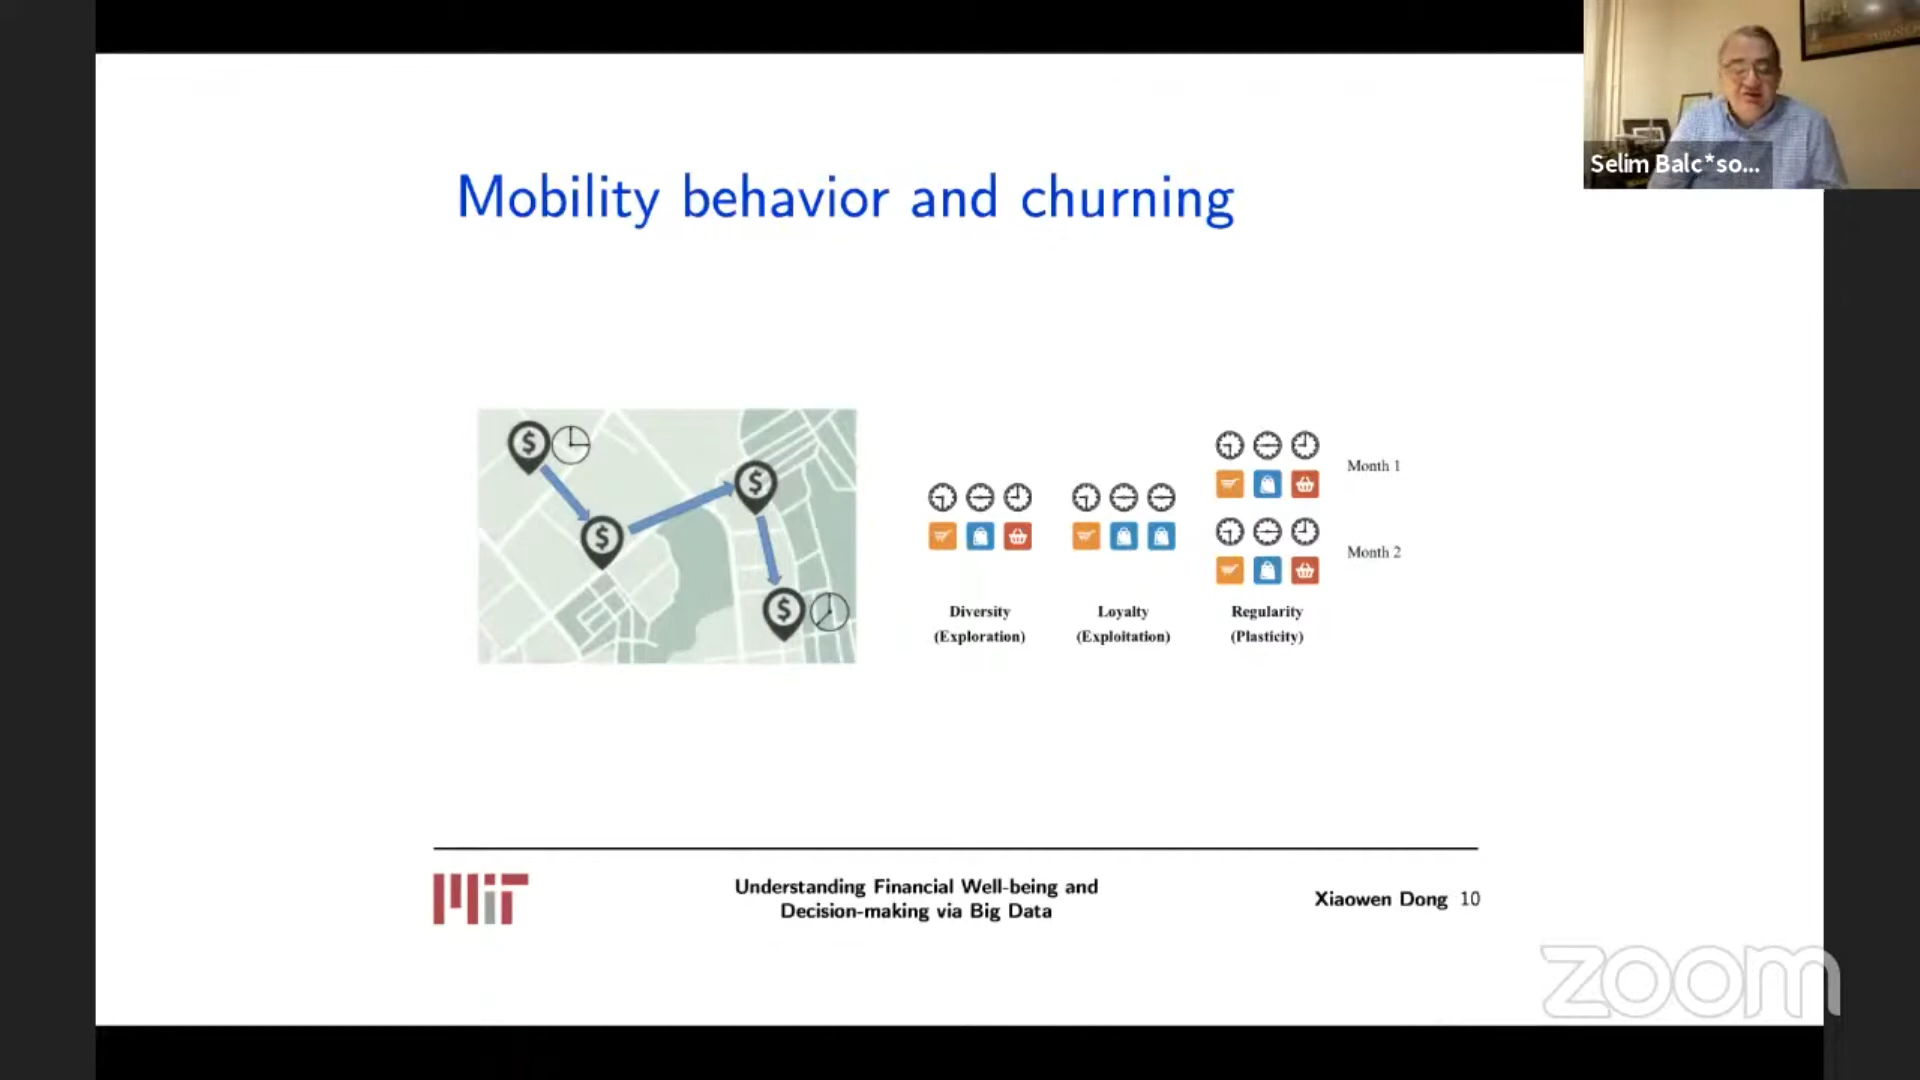 Selim Balc*so...
Mobility behavior and churning
$
$
$
$
Month 1
Month 2
Diversity
(Exploration)
Loyalty
(Exploitation)
Regularity
(Plasticity)
MIT
Understanding Financial Well-being and
Decision-making via Big Data
Xiaowen Dong 10
zoom